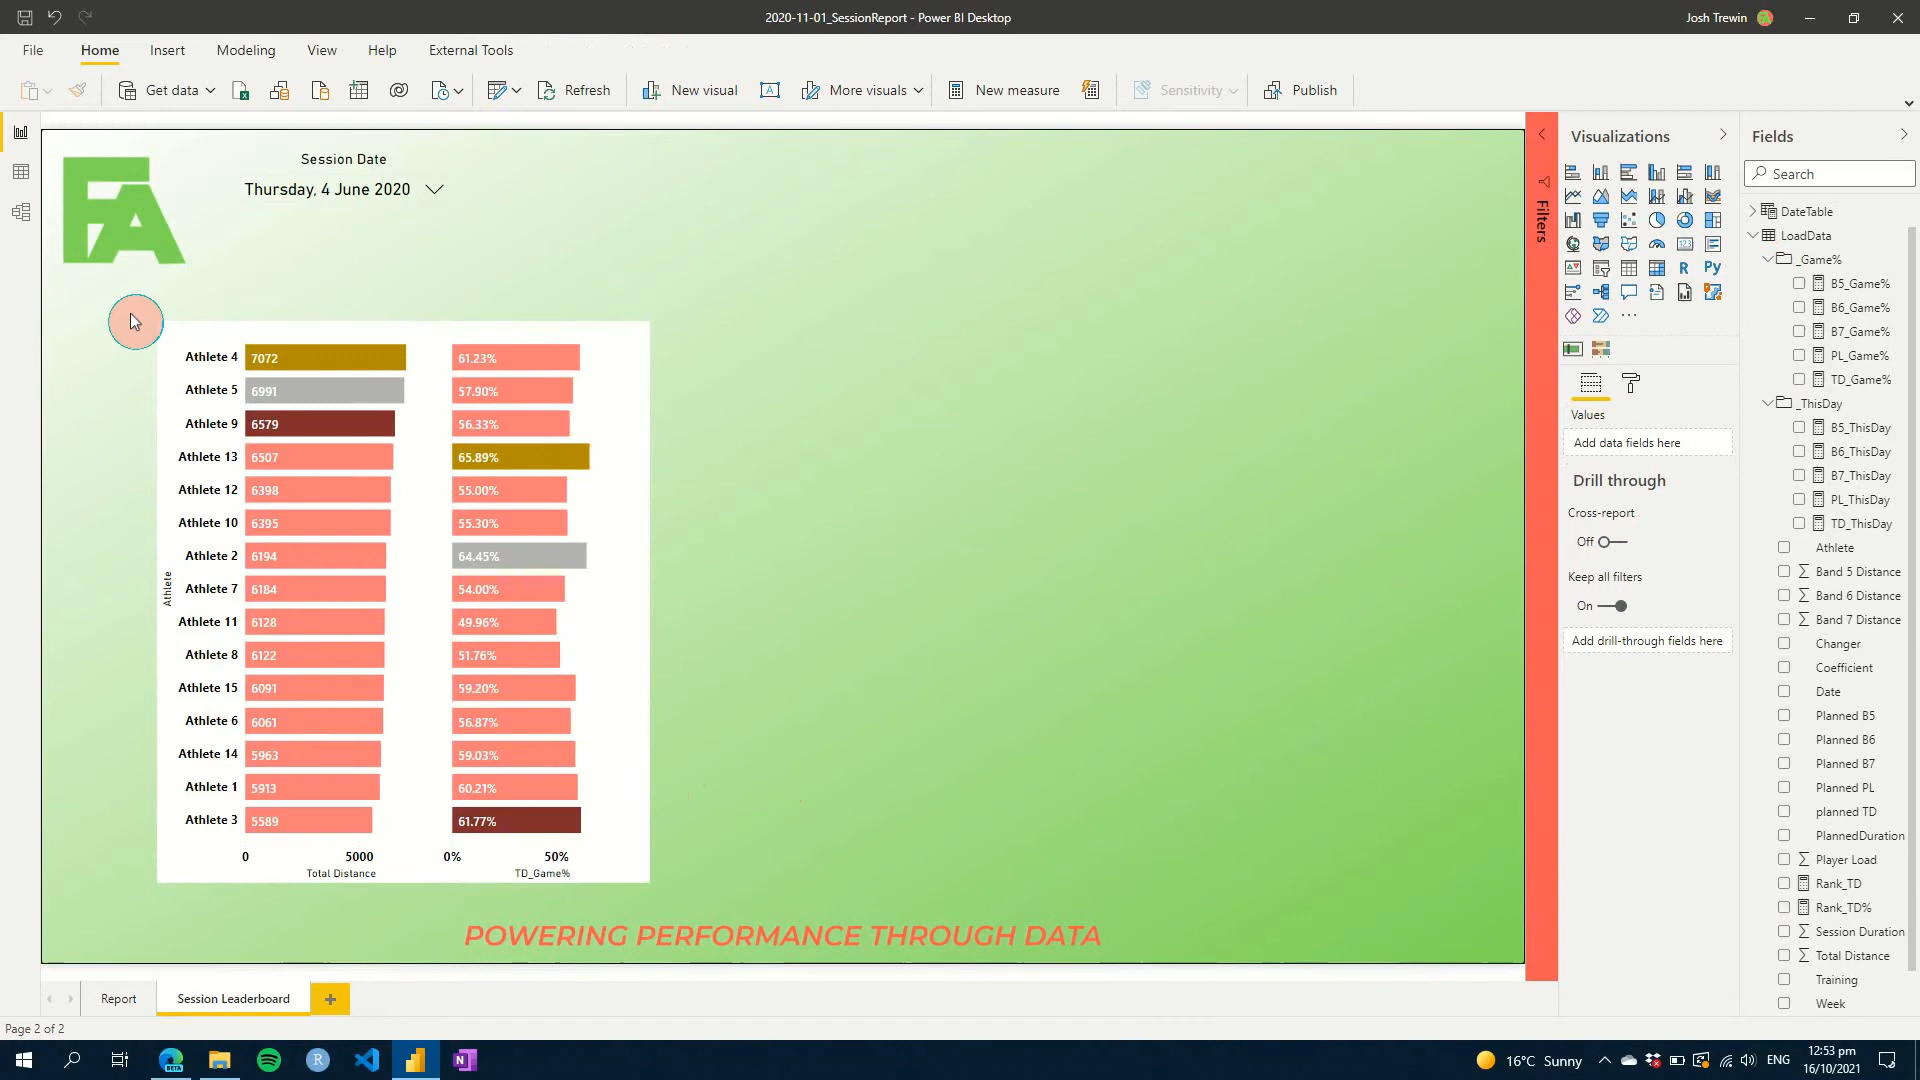 2020-11-01_SessionReport - Power BI Desktop
Josh Trewin
File
Home
Insert
Modeling
View
Help
External Tools
Get data
Refresh
New visual
More visuals
New measure
Sensitivity
Publish
FA
Session Date
Thursday, 4 June 2020
Athlete
Athlete 4 7072 61.23%
Athlete 5 6991 57.90%
Athlete 9 6579 56.33%
Athlete 13 6507 65.89%
Athlete 12 6398 55.00%
Athlete 10 6395 55.30%
Athlete 2 6194 64.45%
Athlete 7 6184 54.00%
Athlete 11 6128 49.96%
Athlete 8 6122 51.76%
Athlete 15 6091 59.20%
Athlete 6 6061 56.87%
Athlete 14 5963 59.03%
Athlete 1 5913 60.21%
Athlete 3 5589 61.77%
0 5000 0% 50%
Total Distance TD_Game%
POWERING PERFORMANCE THROUGH DATA
Filters
Visualizations
R Py
123
Values
Add data fields here
Drill through
Cross-report
Off
Keep all filters
On
Add drill-through fields here
Fields
Search
DateTable
LoadData
_Game%
B5_Game%
B6_Game%
B7_Game%
PL_Game%
TD_Game%
_ThisDay
B5_ThisDay
B6_ThisDay
B7_ThisDay
PL_ThisDay
TD_ThisDay
Athlete
Band 5 Distance
Band 6 Distance
Band 7 Distance
Changer
Coefficient
Date
Planned B5
Planned B6
Planned B7
Planned PL
planned TD
PlannedDuration
Player Load
Rank_TD
Rank_TD%
Session Duration
Total Distance
Training
Week
Report
Session Leaderboard
Page 2 of 2
BETA
R
N
16°C Sunny
ENG
12:53 pm
16/10/2021